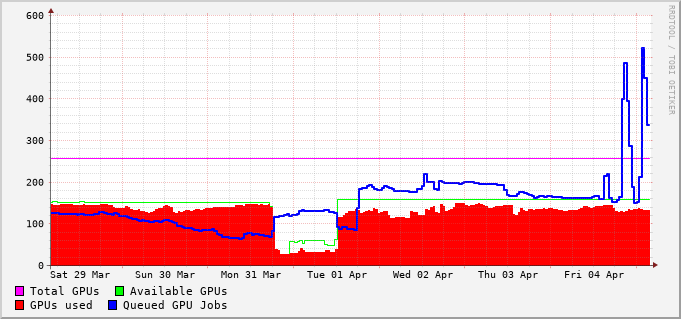 600
500
400
300
200
100
0
Sat 29 Mar Sun 30 Mar Mon 31 Mar Tue 01 Apr Wed 02 Apr Thu 03 Apr Fri 04 Apr
Total GPUs Available GPUs
GPUs used Queued GPU Jobs
RRDTOOL / TOBI OETIKER